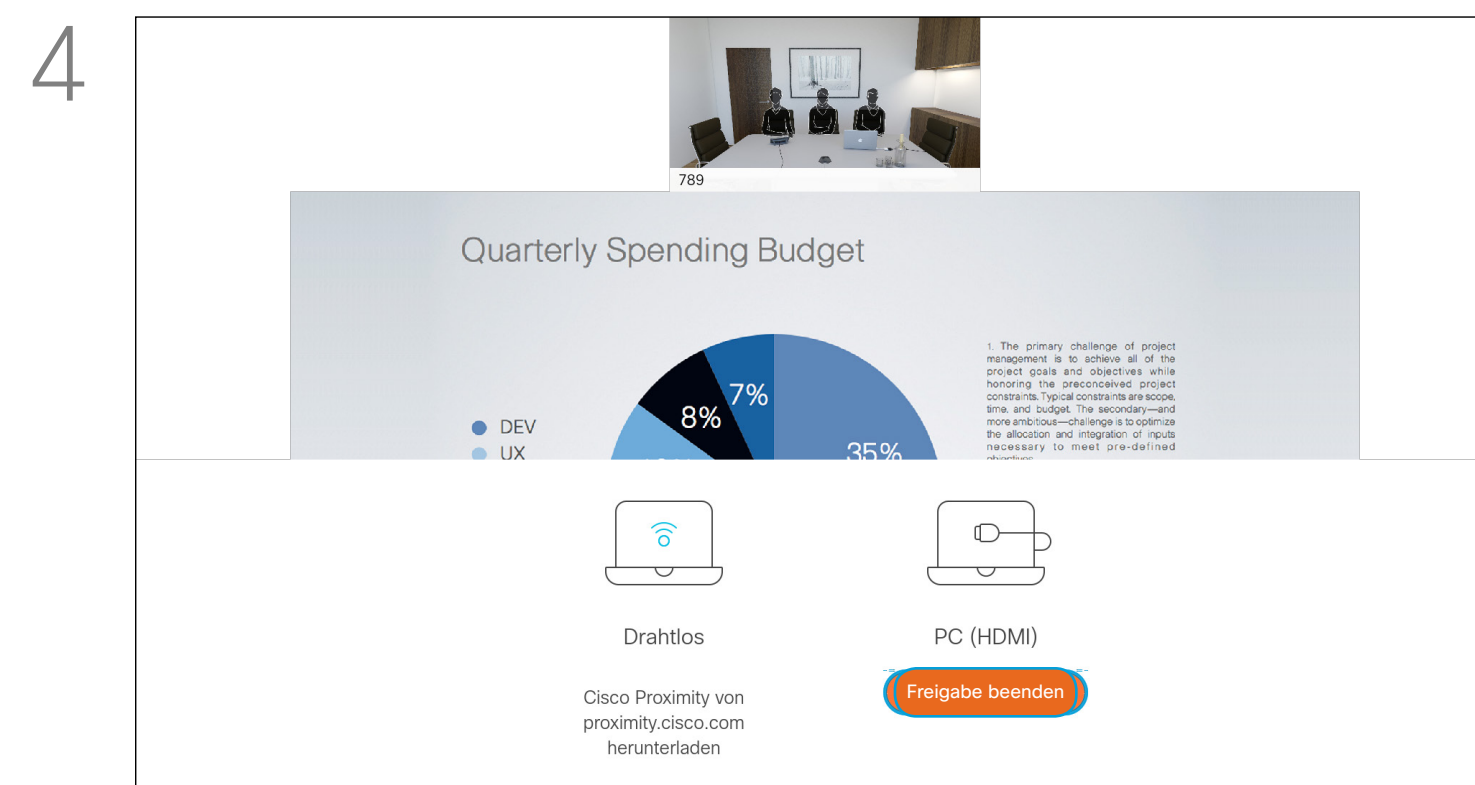 4
789
Quarterly Spending Budget
1. The primary challenge of project
management is to achieve all of the
project goals and objectives while
honoring the preconceived project
constraints. Typical constraints are scope,
time, and budget. The secondary—and
more ambitious—challenge is to optimize
the allocation and integration of inputs
necessary to meet pre-defined
objectives.
7%
8%
35%
DEV
UX
Drahtlos
PC (HDMI)
Freigabe beenden
Cisco Proximity von
proximity.cisco.com
herunterladen